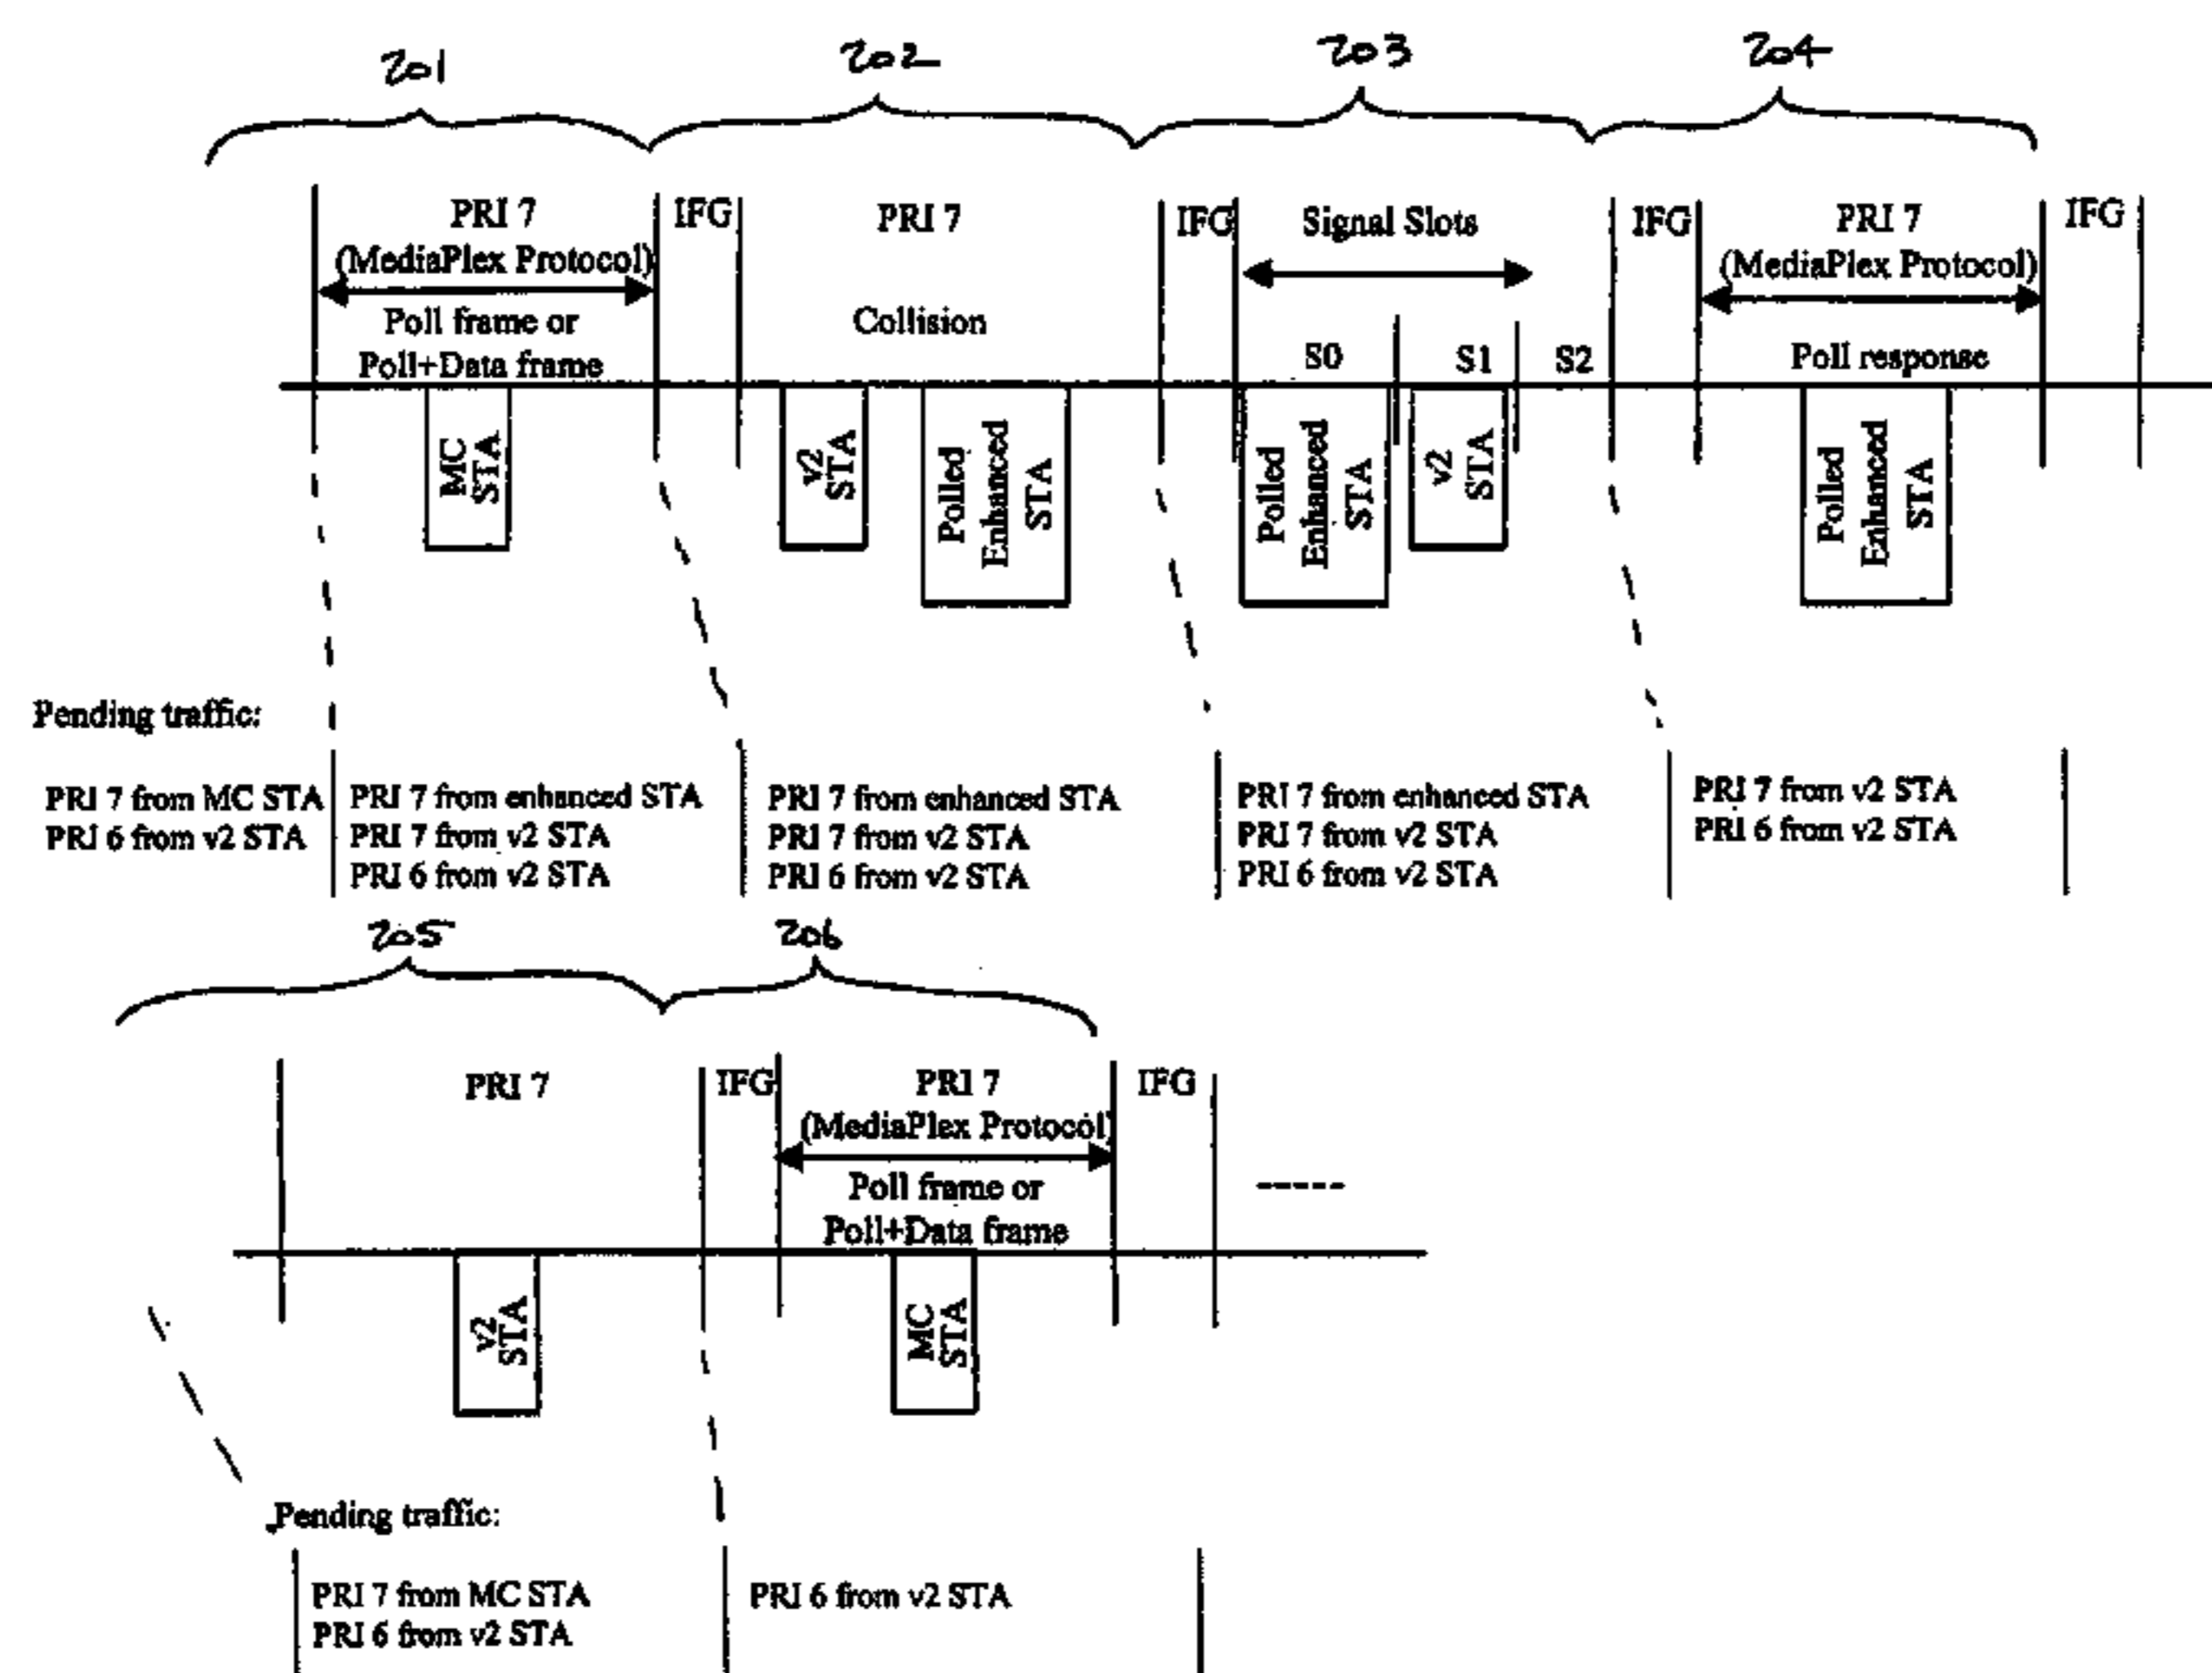 201 202 203 204
PRI 7 IFG PRI 7 IFG Signal Slots IFG PRI 7 IFG
(MediaPlex Protocol) (MediaPlex Protocol)
Poll frame or Collision
Poll+Data frame S0 S1 S2 Poll response
MC STA
v2 STA
Polled Enhanced STA
Polled Enhanced STA
v2 STA
Polled Enhanced STA
Pending traffic:
PRI 7 from MC STA PRI 7 from enhanced STA PRI 7 from enhanced STA PRI 7 from enhanced STA PRI 7 from v2 STA
PRI 6 from v2 STA PRI 7 from v2 STA PRI 7 from v2 STA PRI 7 from v2 STA PRI 6 from v2 STA
PRI 6 from v2 STA PRI 6 from v2 STA PRI 6 from v2 STA
205 206
PRI 7 IFG PRI 7 IFG
(MediaPlex Protocol)
Poll frame or
Poll+Data frame
v2 STA
MC STA
Pending traffic:
PRI 7 from MC STA PRI 6 from v2 STA
PRI 6 from v2 STA